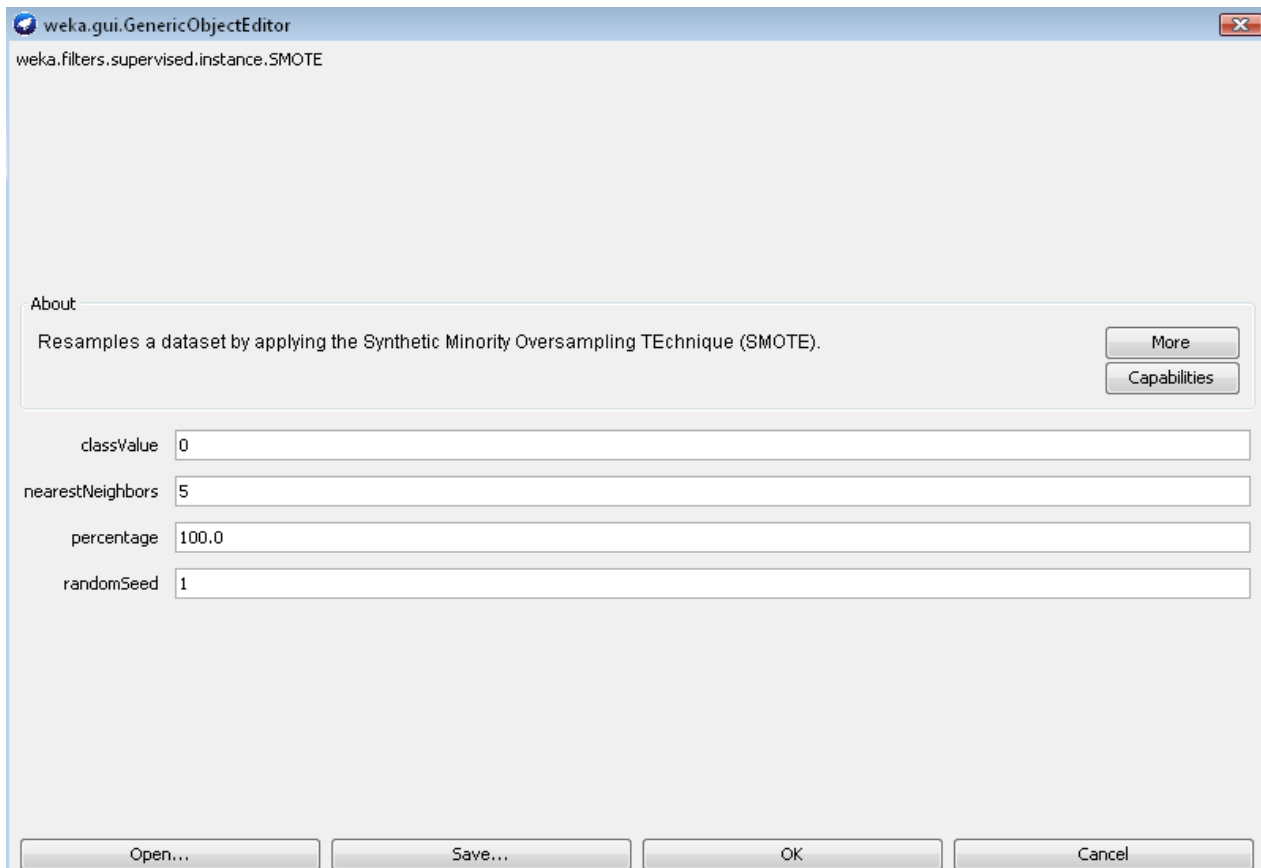 weka.gui.GenericObjectEditor
weka.filters.supervised.instance.SMOTE
About
Resamples a dataset by applying the Synthetic Minority Oversampling TEchnique (SMOTE).
More
Capabilities
classValue 0
nearestNeighbors 5
percentage 100.0
randomSeed 1
Open... Save... OK Cancel